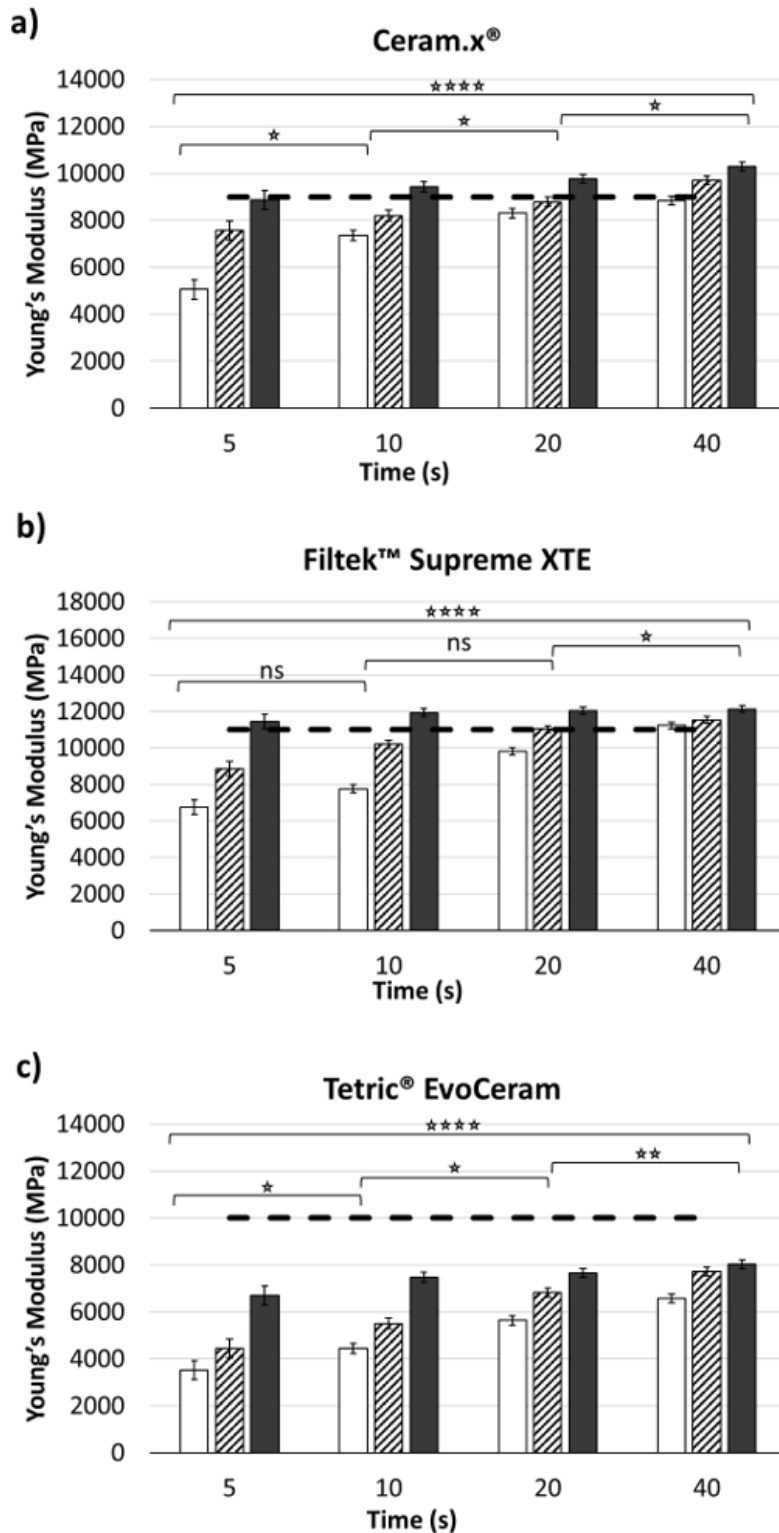 a)
Ceram.x®
Young's Modulus (MPa)
14000
12000
10000
8000
6000
4000
2000
0
☆☆☆☆
☆
☆
☆
5 10 20 40
Time (s)
b)
Filtek™ Supreme XTE
Young's Modulus (MPa)
18000
16000
14000
12000
10000
8000
6000
4000
2000
0
☆☆☆☆
ns
ns
☆
5 10 20 40
Time (s)
c)
Tetric® EvoCeram
Young's Modulus (MPa)
14000
12000
10000
8000
6000
4000
2000
0
☆☆☆☆
☆
☆
☆☆
5 10 20 40
Time (s)